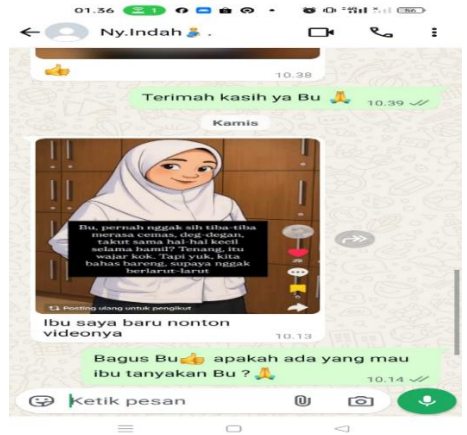 01.36
1
56
Ny.Indah .
10.38
Terimah kasih ya Bu 🙏 10.39
Kamis
Bu, pernah nggak sih tiba-tiba
merasa cemas, deg-degan,
takut sama hal-hal kecil
selama hamil? Tenang, itu
wajar kok. Tapi yuk, kita
bahas bareng, supaya nggak
berlarut-larut
Posting ulang untuk pengikut
Ibu saya baru nonton
videonya 10.13
Bagus Bu👍 apakah ada yang mau
ibu tanyakan Bu ? 🙏 10.14
Ketik pesan